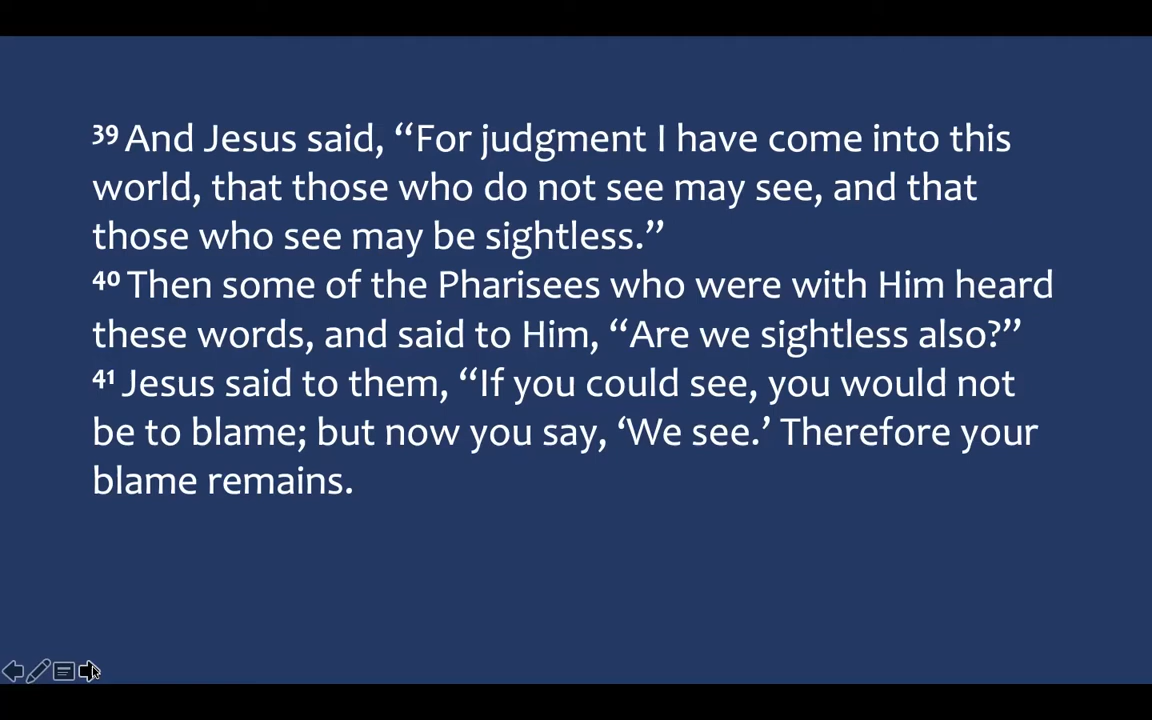 39 And Jesus said, “For judgment I have come into this
world, that those who do not see may see, and that
those who see may be sightless.”
40 Then some of the Pharisees who were with Him heard
these words, and said to Him, “Are we sightless also?”
41 Jesus said to them, “If you could see, you would not
be to blame; but now you say, ‘We see.’ Therefore your
blame remains.